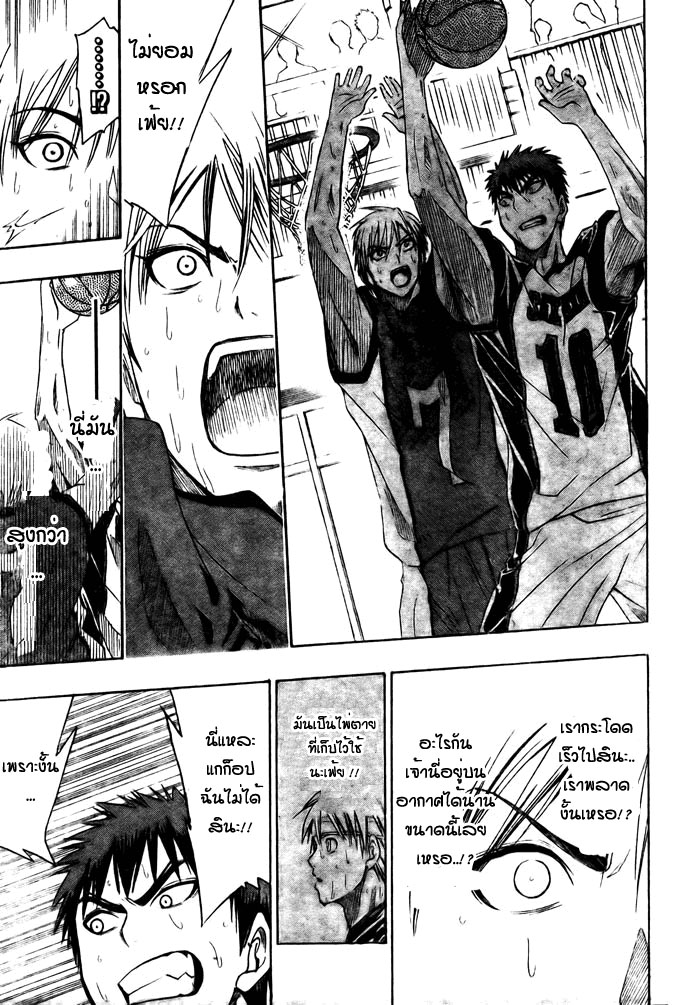 SEIRIN
10
7
ไม่ยอม
หรอก
เฟ้ย!!
.......!?
นี่มัน
...
สูงกว่า
...
เรากระโดด
เร็วไปสินะ..
เราพลาด
งั้นเหรอ!?
อะไรกัน
เจ้านี่อยู่บน
อากาศได้นาน
ขนาดนี้เลย
เหรอ..!?
มันเป็นไพ่ตาย
ที่เก็บไว้ใช้
นะเฟ้ย !!
นี่แหละ
แกก็อป
ฉันไม่ได้
สินะ!!
เพราะงั้น
...